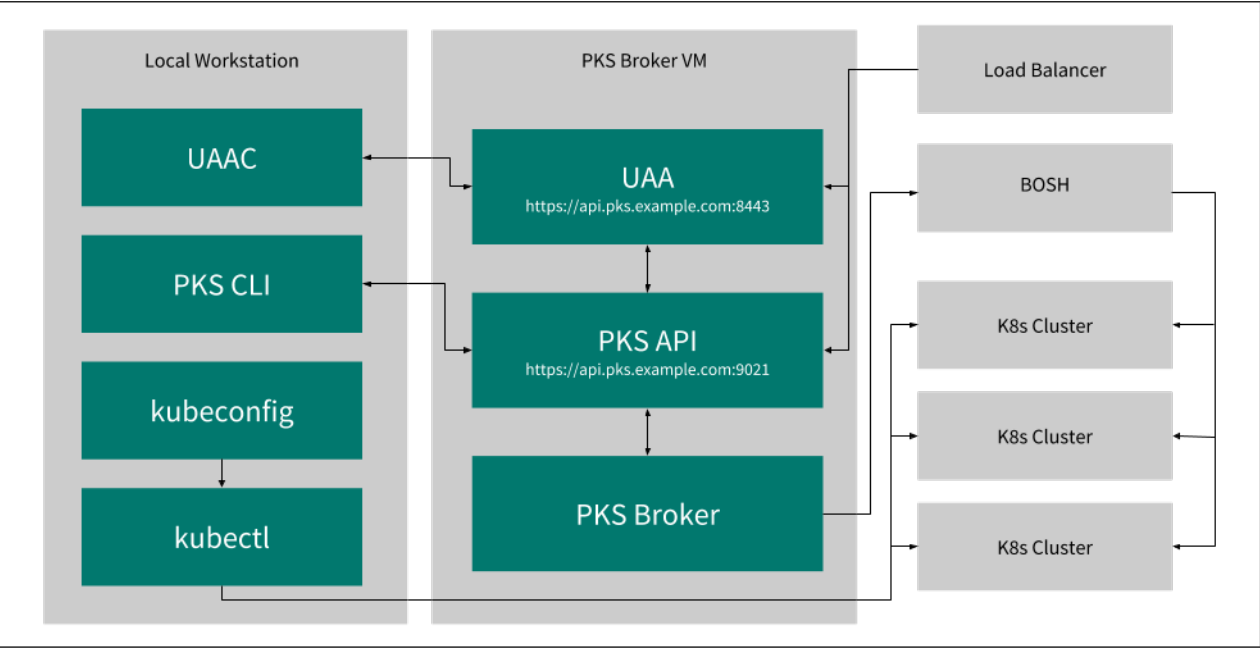 Local Workstation
UAAC
PKS CLI
kubeconfig
kubectl
PKS Broker VM
UAA
https://api.pks.example.com:8443
PKS API
https://api.pks.example.com:9021
PKS Broker
Load Balancer
BOSH
K8s Cluster
K8s Cluster
K8s Cluster